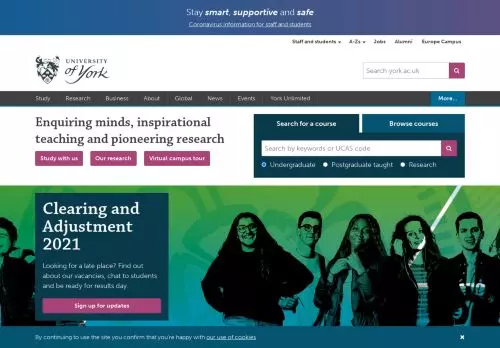 Stay smart, supportive and safe
Coronavirus information for staff and students
Staff and students
A-Zs
Jobs
Alumni
Europe Campus
UNIVERSITY
of York
Search york.ac.uk
Study
Research
Business
About
Global
News
Events
York Unlimited
More...
Enquiring minds, inspirational
teaching and pioneering research
Study with us
Our research
Virtual campus tour
Search for a course
Browse courses
Search by keywords or UCAS code
Undergraduate
Postgraduate taught
Research
Clearing and
Adjustment
2021
Looking for a late place? Find out
about our vacancies, chat to students
and be ready for results day.
Sign up for updates
By continuing to use the site you confirm that you're happy with our use of cookies